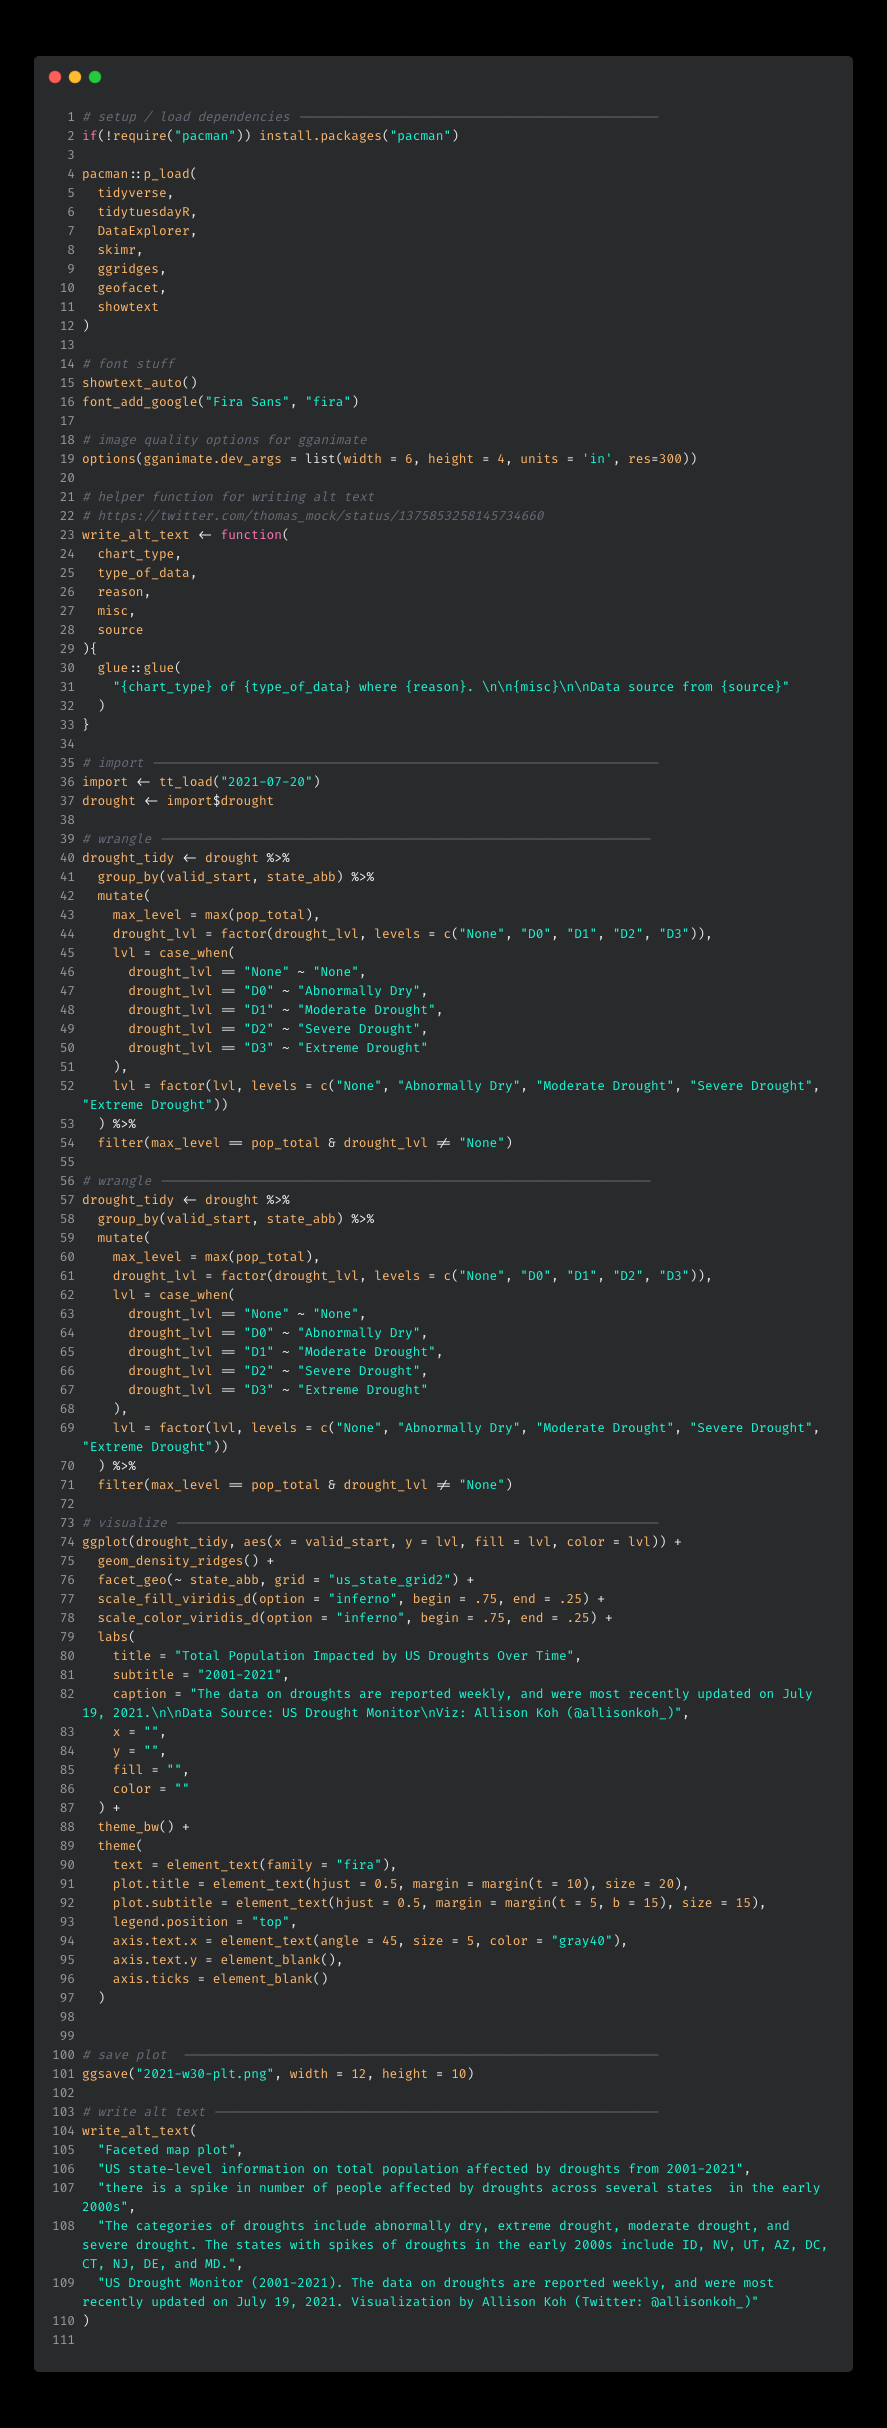 1 # setup / load dependencies -----------------------------------------------
2 if(!require("pacman")) install.packages("pacman")
3
4 pacman::p_load(
5   tidyverse,
6   tidytuesdayR,
7   DataExplorer,
8   skimr,
9   ggridges,
10   geofacet,
11   showtext
12 )
13
14 # font stuff
15 showtext_auto()
16 font_add_google("Fira Sans", "fira")
17
18 # image quality options for gganimate
19 options(gganimate.dev_args = list(width = 6, height = 4, units = 'in', res=300))
20
21 # helper function for writing alt text
22 # https://twitter.com/thomas_mock/status/1375853258145734660
23 write_alt_text <- function(
24   chart_type,
25   type_of_data,
26   reason,
27   misc,
28   source
29 ){
30   glue::glue(
31     "{chart_type} of {type_of_data} where {reason}. \n\n{misc}\n\nData source from {source}"
32   )
33 }
34
35 # import ------------------------------------------------------------------
36 import <- tt_load("2021-07-20")
37 drought <- import$drought
38
39 # wrangle ----------------------------------------------------------------
40 drought_tidy <- drought %>%
41   group_by(valid_start, state_abb) %>%
42   mutate(
43     max_level = max(pop_total),
44     drought_lvl = factor(drought_lvl, levels = c("None", "D0", "D1", "D2", "D3")),
45     lvl = case_when(
46       drought_lvl == "None" ~ "None",
47       drought_lvl == "D0" ~ "Abnormally Dry",
48       drought_lvl == "D1" ~ "Moderate Drought",
49       drought_lvl == "D2" ~ "Severe Drought",
50       drought_lvl == "D3" ~ "Extreme Drought"
51     ),
52     lvl = factor(lvl, levels = c("None", "Abnormally Dry", "Moderate Drought", "Severe Drought",
"Extreme Drought"))
53   ) %>%
54   filter(max_level == pop_total & drought_lvl != "None")
55
56 # wrangle ----------------------------------------------------------------
57 drought_tidy <- drought %>%
58   group_by(valid_start, state_abb) %>%
59   mutate(
60     max_level = max(pop_total),
61     drought_lvl = factor(drought_lvl, levels = c("None", "D0", "D1", "D2", "D3")),
62     lvl = case_when(
63       drought_lvl == "None" ~ "None",
64       drought_lvl == "D0" ~ "Abnormally Dry",
65       drought_lvl == "D1" ~ "Moderate Drought",
66       drought_lvl == "D2" ~ "Severe Drought",
67       drought_lvl == "D3" ~ "Extreme Drought"
68     ),
69     lvl = factor(lvl, levels = c("None", "Abnormally Dry", "Moderate Drought", "Severe Drought",
"Extreme Drought"))
70   ) %>%
71   filter(max_level == pop_total & drought_lvl != "None")
72
73 # visualize ---------------------------------------------------------------
74 ggplot(drought_tidy, aes(x = valid_start, y = lvl, fill = lvl, color = lvl)) +
75   geom_density_ridges() +
76   facet_geo(~ state_abb, grid = "us_state_grid2") +
77   scale_fill_viridis_d(option = "inferno", begin = .75, end = .25) +
78   scale_color_viridis_d(option = "inferno", begin = .75, end = .25) +
79   labs(
80     title = "Total Population Impacted by US Droughts Over Time",
81     subtitle = "2001-2021",
82     caption = "The data on droughts are reported weekly, and were most recently updated on July
19, 2021.\n\nData Source: US Drought Monitor\nViz: Allison Koh (@allisonkoh_)",
83     x = "",
84     y = "",
85     fill = "",
86     color = ""
87   ) +
88   theme_bw() +
89   theme(
90     text = element_text(family = "fira"),
91     plot.title = element_text(hjust = 0.5, margin = margin(t = 10), size = 20),
92     plot.subtitle = element_text(hjust = 0.5, margin = margin(t = 5, b = 15), size = 15),
93     legend.position = "top",
94     axis.text.x = element_text(angle = 45, size = 5, color = "gray40"),
95     axis.text.y = element_blank(),
96     axis.ticks = element_blank()
97   )
98
99
100 # save plot  --------------------------------------------------------------
101 ggsave("2021-w30-plt.png", width = 12, height = 10)
102
103 # write alt text ----------------------------------------------------------
104 write_alt_text(
105   "Faceted map plot",
106   "US state-level information on total population affected by droughts from 2001-2021",
107   "there is a spike in number of people affected by droughts across several states  in the early
2000s",
108   "The categories of droughts include abnormally dry, extreme drought, moderate drought, and
severe drought. The states with spikes of droughts in the early 2000s include ID, NV, UT, AZ, DC,
CT, NJ, DE, and MD.",
109   "US Drought Monitor (2001-2021). The data on droughts are reported weekly, and were most
recently updated on July 19, 2021. Visualization by Allison Koh (Twitter: @allisonkoh_)"
110 )
111